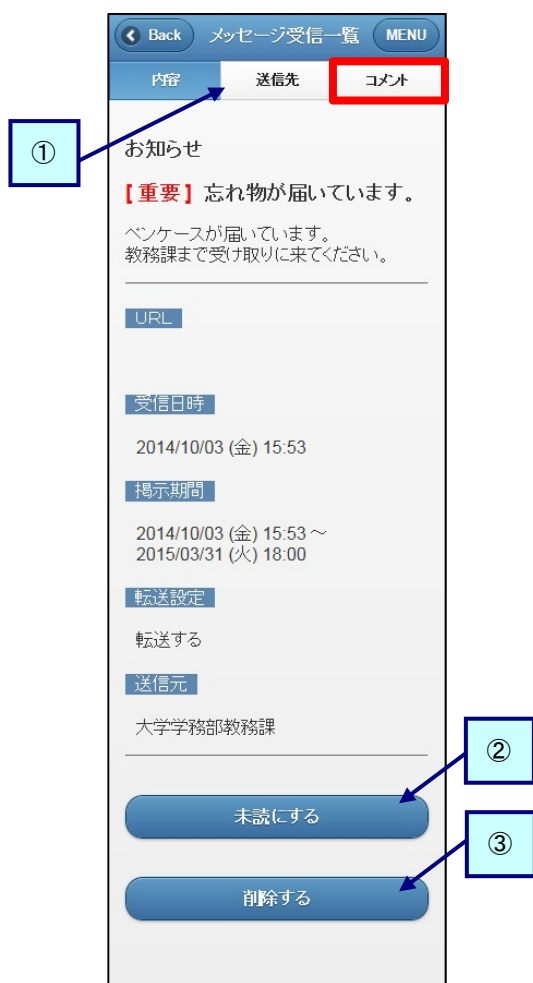 Back メッセージ受信一覧 MENU
内容 送信先 コメント
①
お知らせ
【重要】忘れ物が届いています。
ペンケースが届いています。
教務課まで受け取りに来てください。
URL
受信日時
2014/10/03 (金) 15:53
掲示期間
2014/10/03 (金) 15:53 ～
2015/03/31 (火) 18:00
転送設定
転送する
送信元
大学学務部教務課
②
未読にする
③
削除する